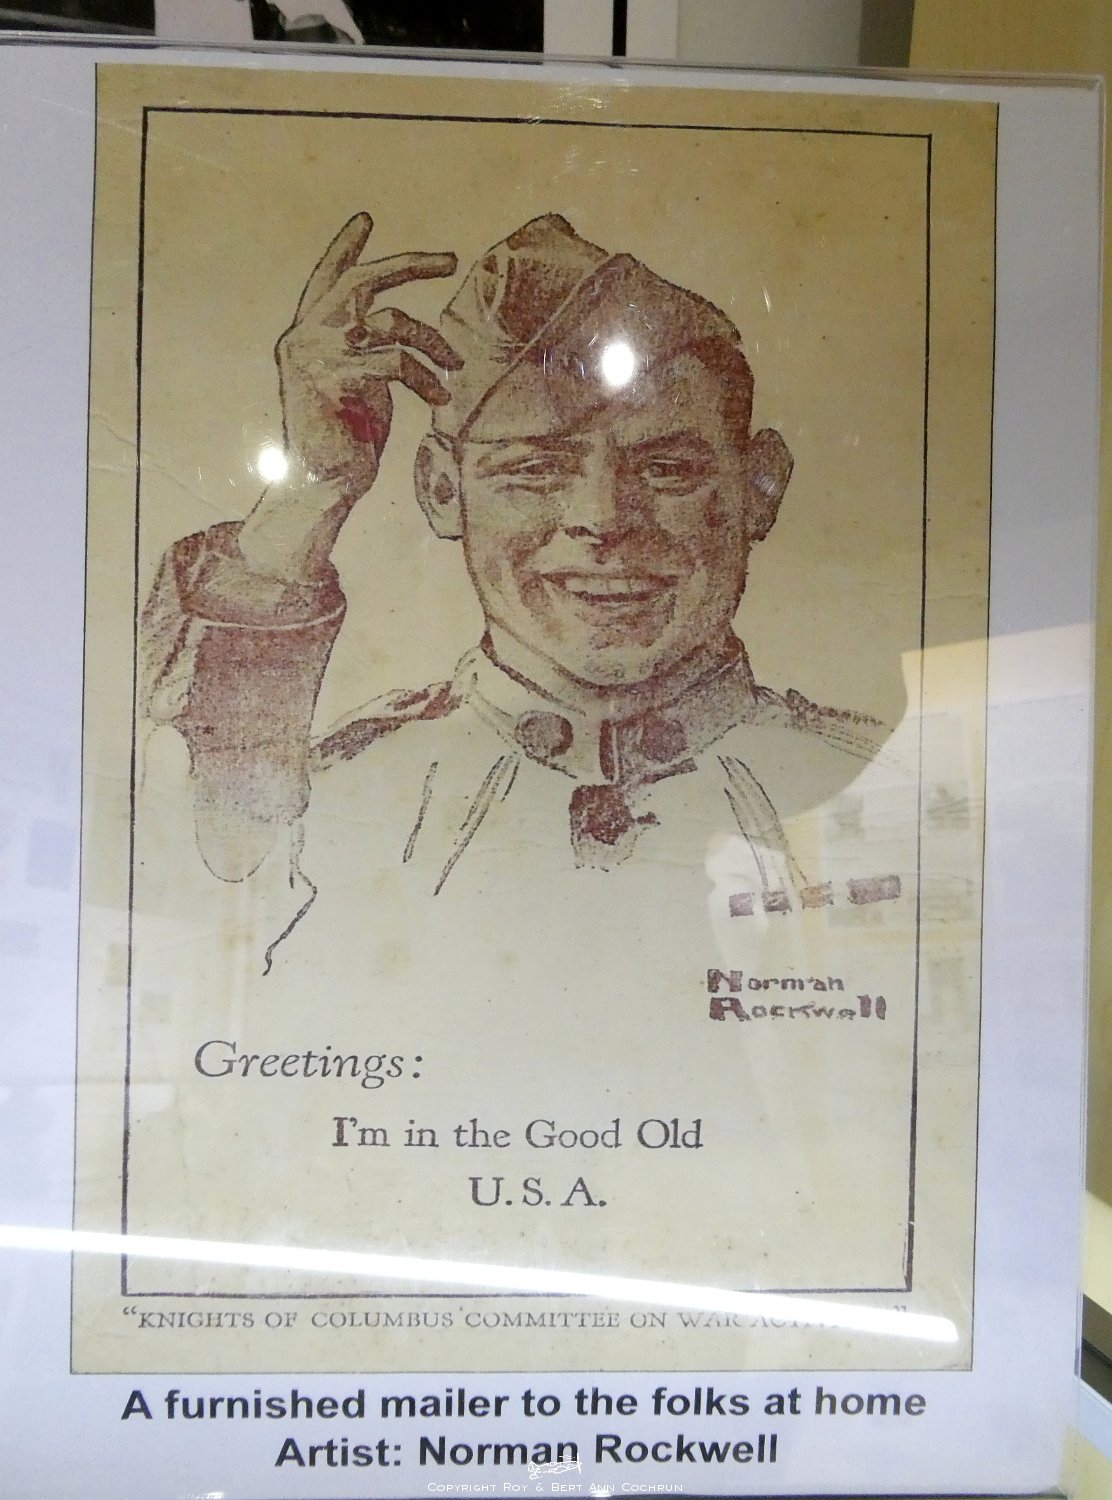 Norman
Rockwell
Greetings:
I'm in the Good Old
U.S.A.
"KNIGHTS OF COLUMBUS COMMITTEE ON WAR
A furnished mailer to the folks at home
Artist: Norman Rockwell
Copyright Roy & Bert Ann Cochrun